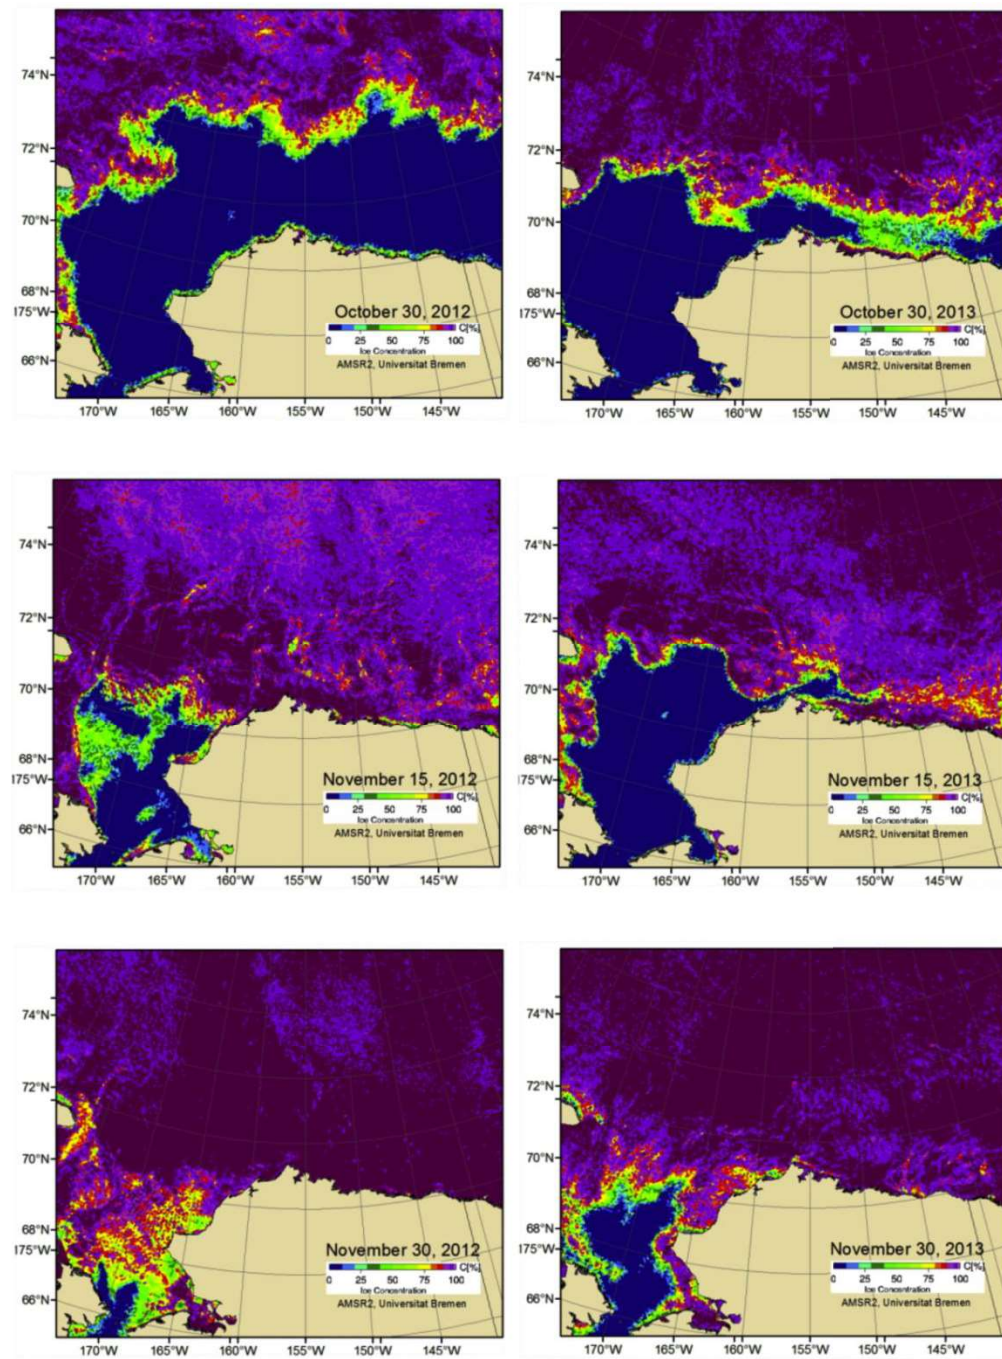 74°N
72°N
70°N
68°N
175°W
66°N
October 30, 2012
0 25 50 75 100 C[%]
Ice Concentration
AMSR2, Universitat Bremen
170°W 165°W 160°W 155°W 150°W 145°W
74°N
72°N
70°N
68°N
175°W
66°N
October 30, 2013
0 25 50 75 100 C[%]
Ice Concentration
AMSR2, Universitat Bremen
170°W 165°W 160°W 155°W 150°W 145°W
74°N
72°N
70°N
68°N
175°W
66°N
November 15, 2012
0 25 50 75 100 C[%]
Ice Concentration
AMSR2, Universitat Bremen
170°W 165°W 160°W 155°W 150°W 145°W
74°N
72°N
70°N
68°N
175°W
66°N
November 15, 2013
0 25 50 75 100 C[%]
Ice Concentration
AMSR2, Universitat Bremen
170°W 165°W 160°W 155°W 150°W 145°W
74°N
72°N
70°N
68°N
175°W
66°N
November 30, 2012
0 25 50 75 100 C[%]
Ice Concentration
AMSR2, Universitat Bremen
170°W 165°W 160°W 155°W 150°W 145°W
74°N
72°N
70°N
68°N
175°W
66°N
November 30, 2013
0 25 50 75 100 C[%]
Ice Concentration
AMSR2, Universitat Bremen
170°W 165°W 160°W 155°W 150°W 145°W